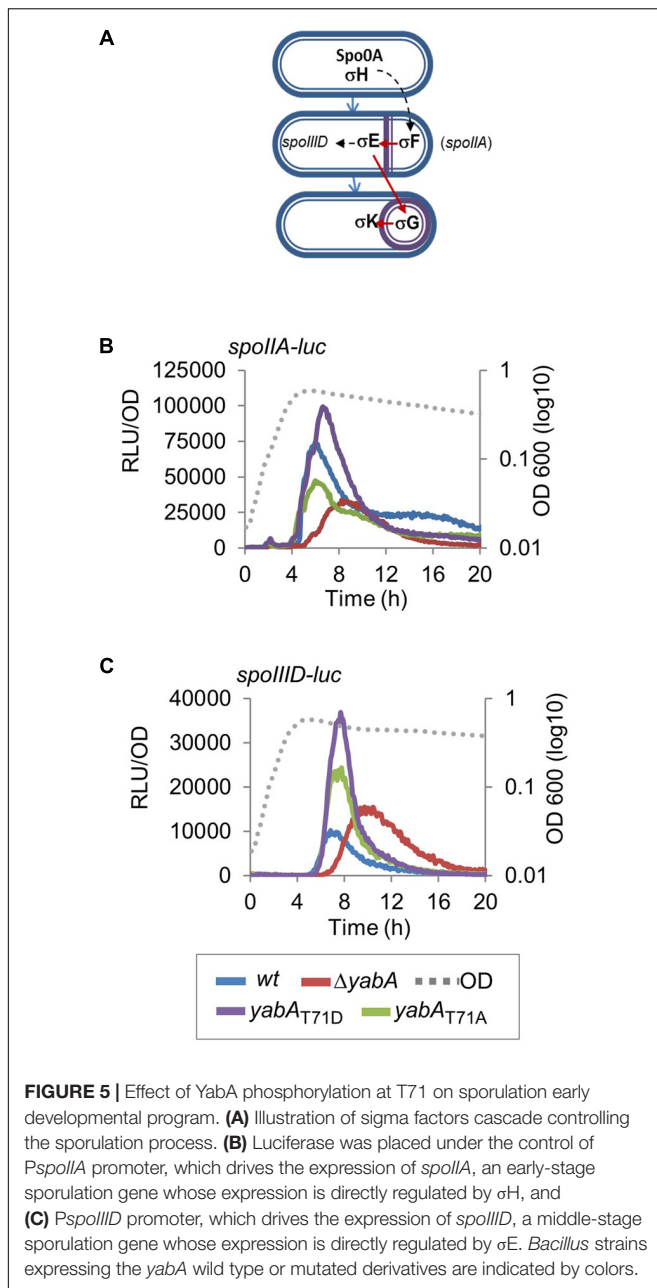 A
Spo0A
σH
spoIIID
σE
σF
(spoIIA)
σK
σG
B
spoIIA-luc
125000
100000
75000
50000
25000
0
RLU/OD
1
0.1
0.01
OD 600 (log10)
0 4 8 12 16 20
Time (h)
C
spoIIID-luc
40000
30000
20000
10000
0
RLU/OD
1
0.1
0.01
OD 600 (log10)
0 4 8 12 16 20
Time (h)
wt ΔyabA OD
yabAT71D yabAT71A
FIGURE 5 | Effect of YabA phosphorylation at T71 on sporulation early
developmental program. (A) Illustration of sigma factors cascade controlling
the sporulation process. (B) Luciferase was placed under the control of
PspoIIA promoter, which drives the expression of spoIIA, an early-stage
sporulation gene whose expression is directly regulated by σH, and
(C) PspoIIID promoter, which drives the expression of spoIIID, a middle-stage
sporulation gene whose expression is directly regulated by σE. Bacillus strains
expressing the yabA wild type or mutated derivatives are indicated by colors.